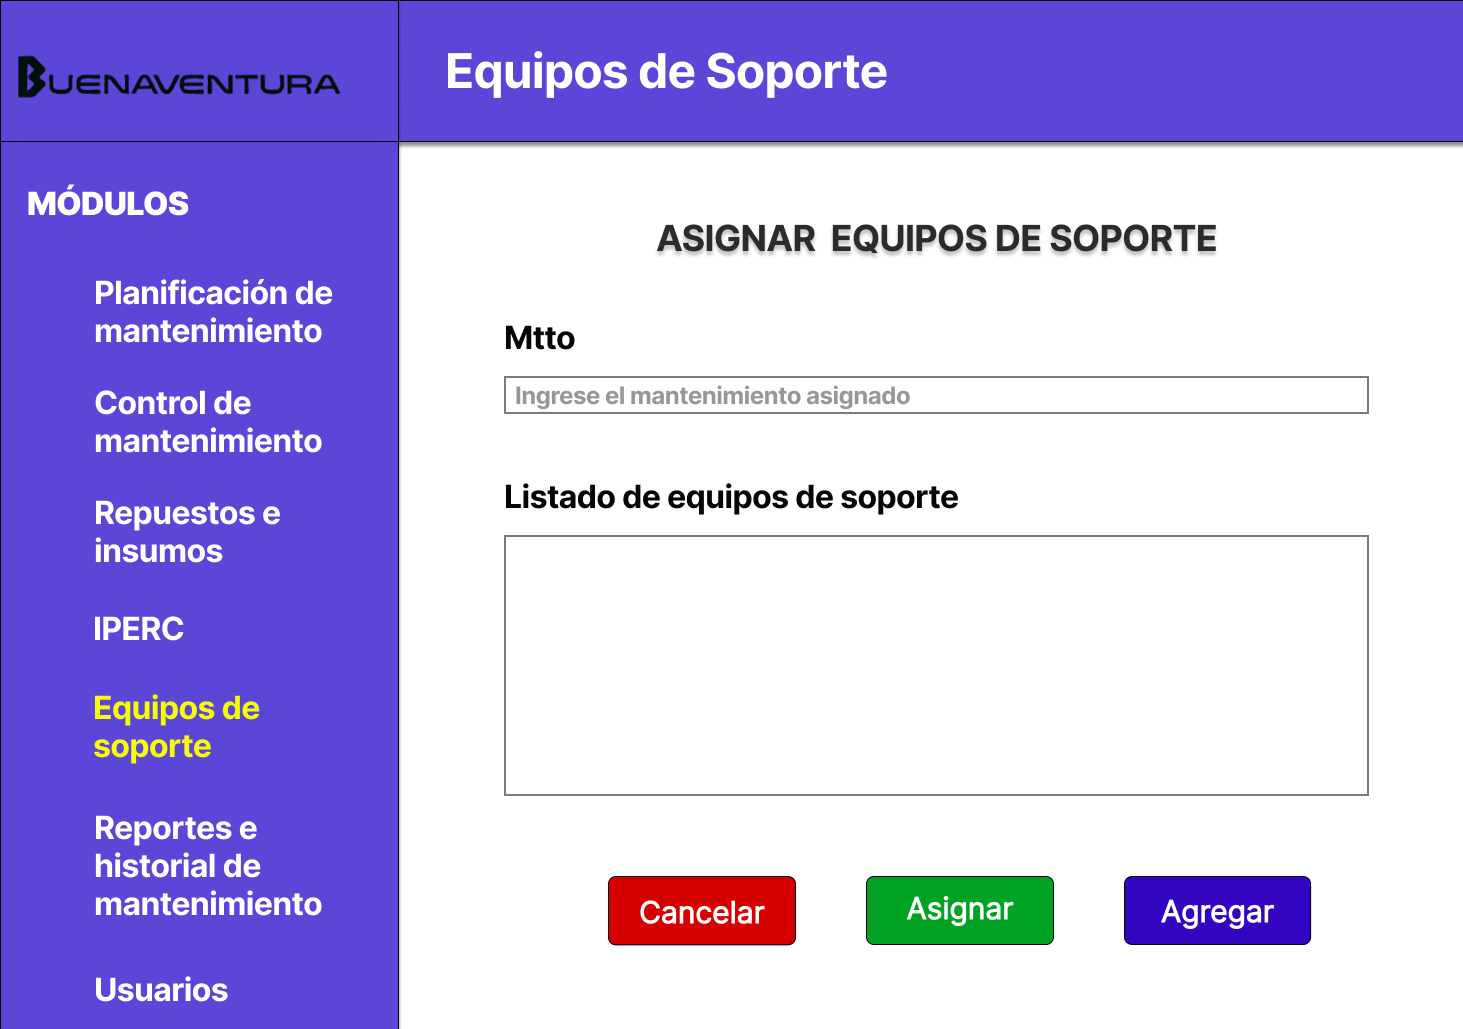 BUENAVENTURA
Equipos de Soporte
MÓDULOS
Planificación de
mantenimiento
Control de
mantenimiento
Repuestos e
insumos
IPERC
Equipos de
soporte
Reportes e
historial de
mantenimiento
Usuarios
ASIGNAR  EQUIPOS DE SOPORTE
Mtto
Ingrese el mantenimiento asignado
Listado de equipos de soporte
Cancelar
Asignar
Agregar